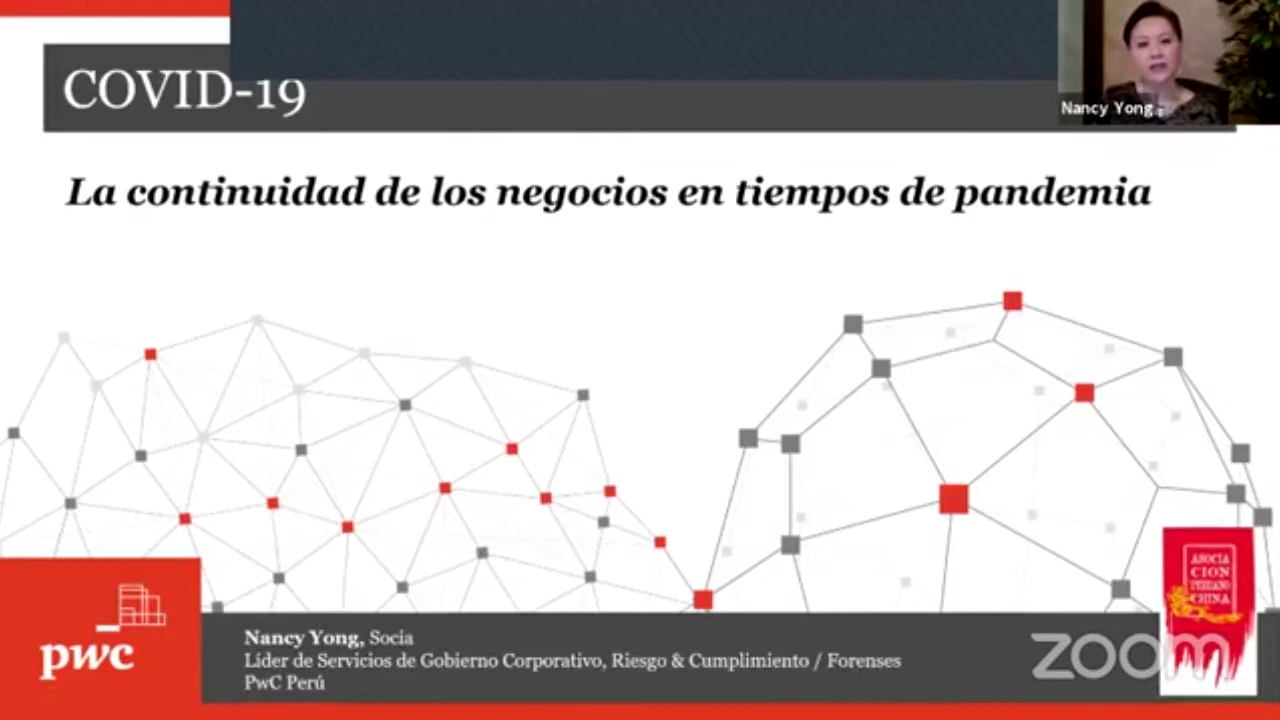 COVID-19
Nancy Yong
La continuidad de los negocios en tiempos de pandemia
ASOCIA
CION
PERUANO
CHINA
pwc
Nancy Yong, Socia
Líder de Servicios de Gobierno Corporativo, Riesgo & Cumplimiento / Forenses
PwC Perú
zoom